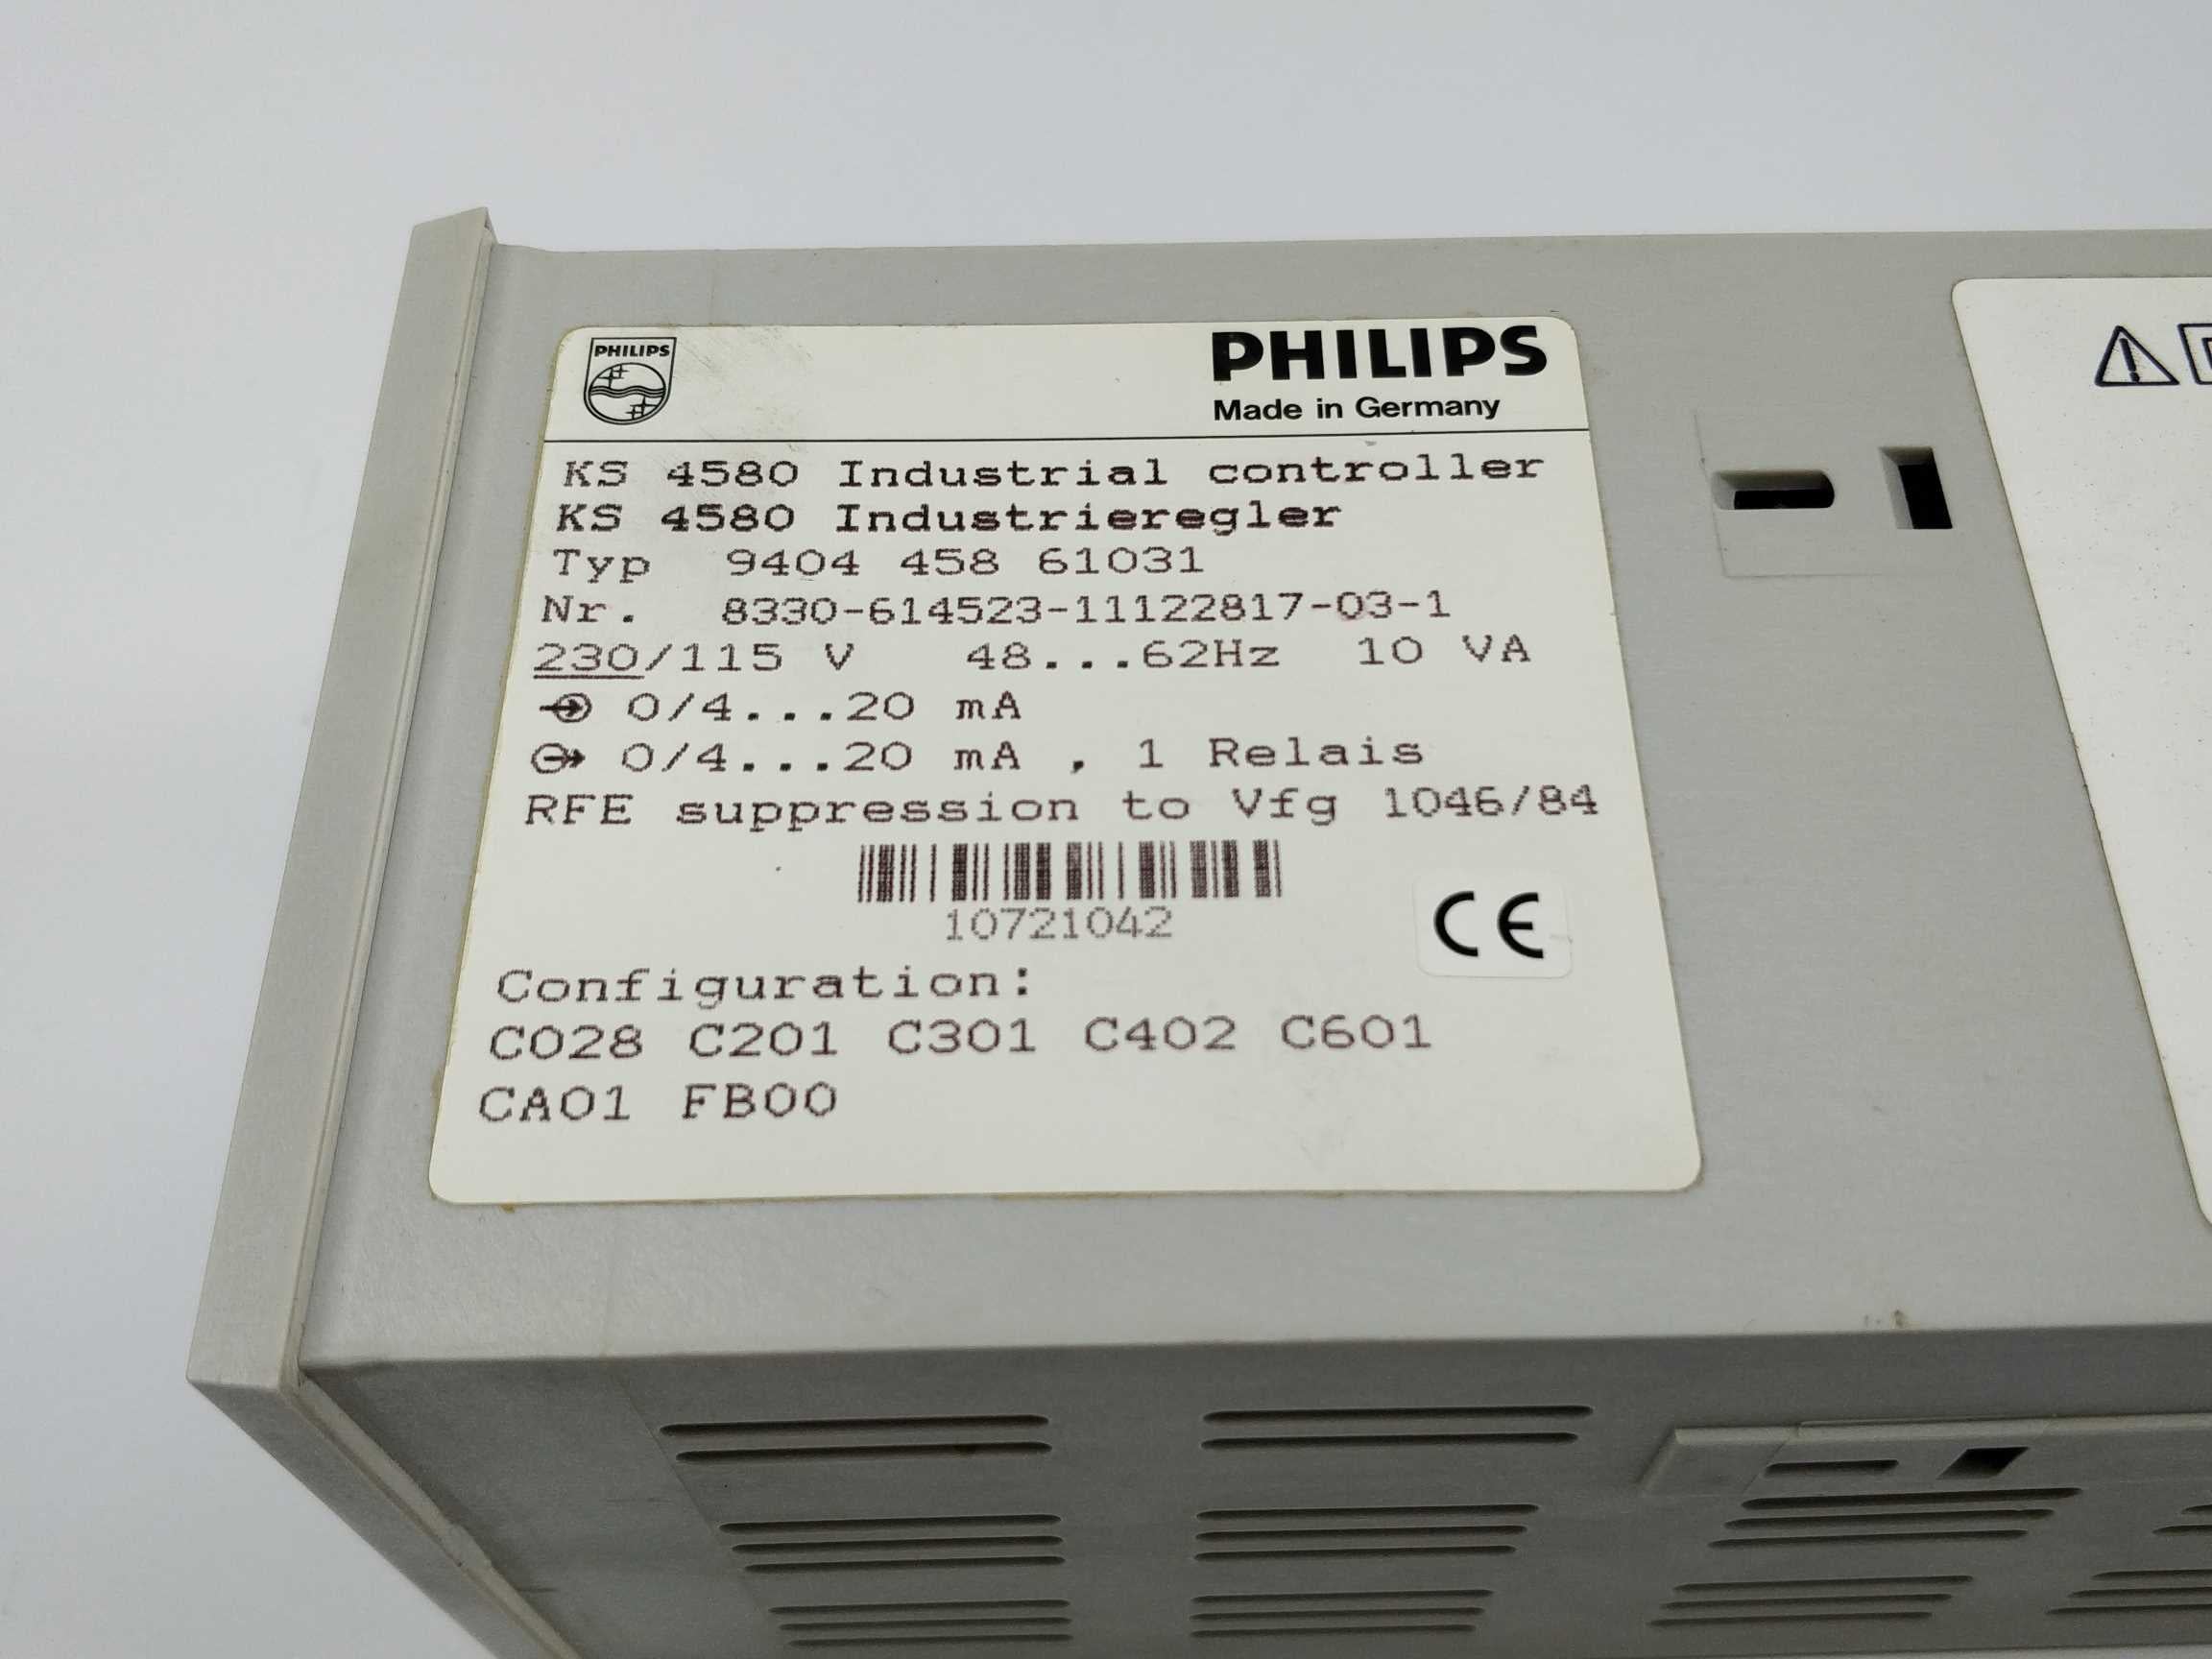 PHILIPS
PHILIPS
Made in Germany
KS 4580 Industrial controller
KS 4580 Industrieregler
Typ 9404 458 61031
Nr. 8330-614523-11122817-03-1
230/115 V 48...62Hz 10 VA
0/4...20 mA
0/4...20 mA , 1 Relais
RFE suppression to Vfg 1046/84
10721042
CE
Configuration:
C028 C201 C301 C402 C601
CA01 FB00